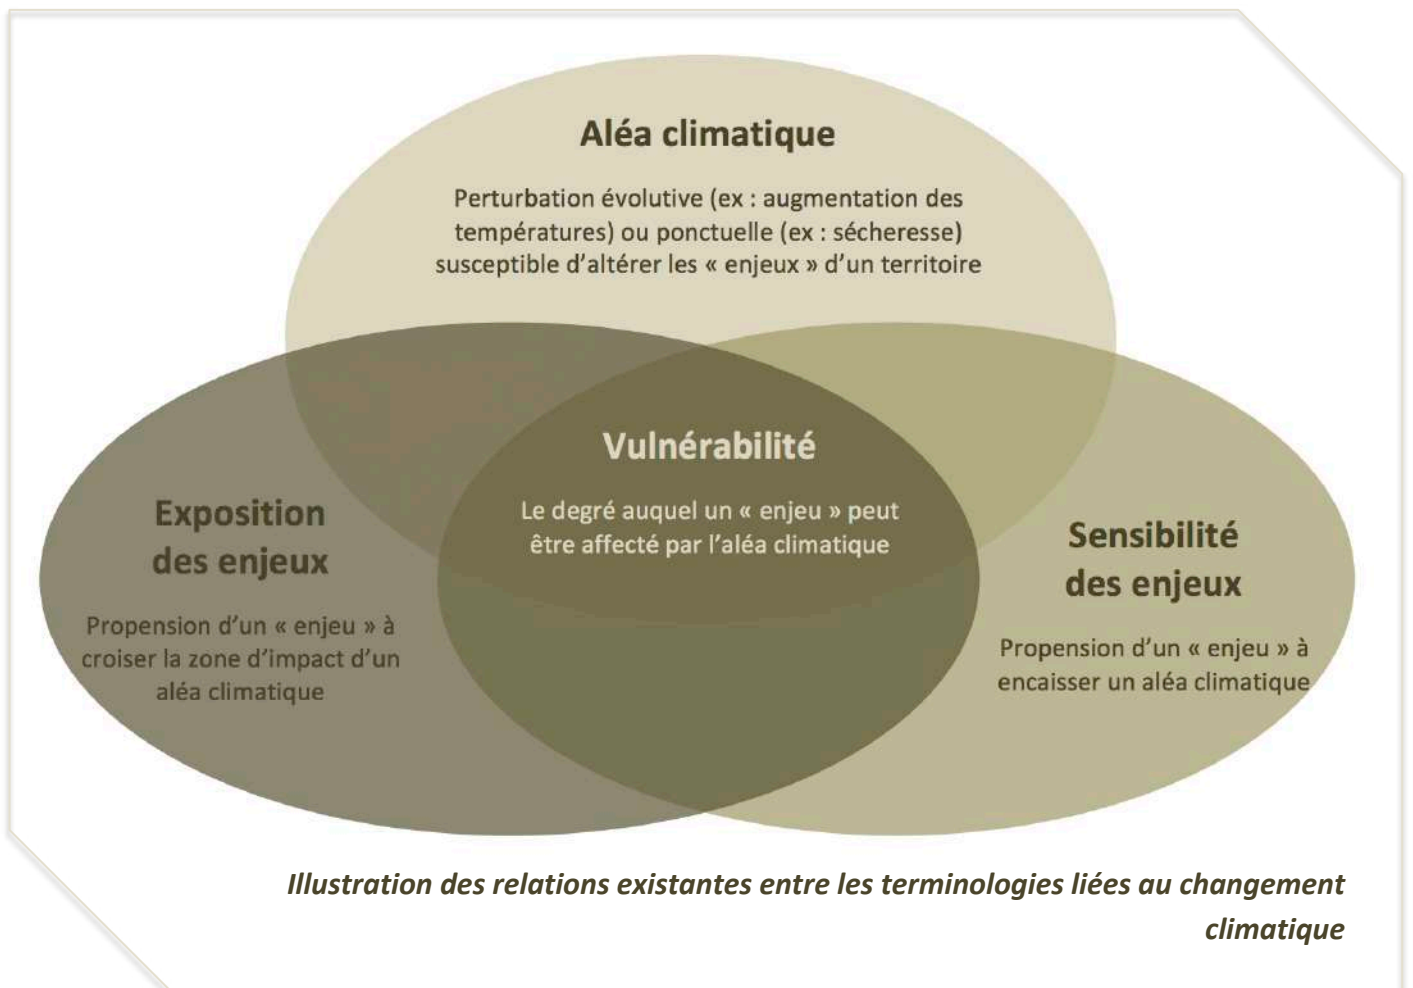 Aléa climatique
Perturbation évolutive (ex : augmentation des
températures) ou ponctuelle (ex : sécheresse)
susceptible d'altérer les « enjeux » d'un territoire
Vulnérabilité
Le degré auquel un « enjeu » peut
être affecté par l'aléa climatique
Exposition
des enjeux
Propension d'un « enjeu » à
croiser la zone d'impact d'un
aléa climatique
Sensibilité
des enjeux
Propension d'un « enjeu » à
encaisser un aléa climatique
Illustration des relations existantes entre les terminologies liées au changement
climatique